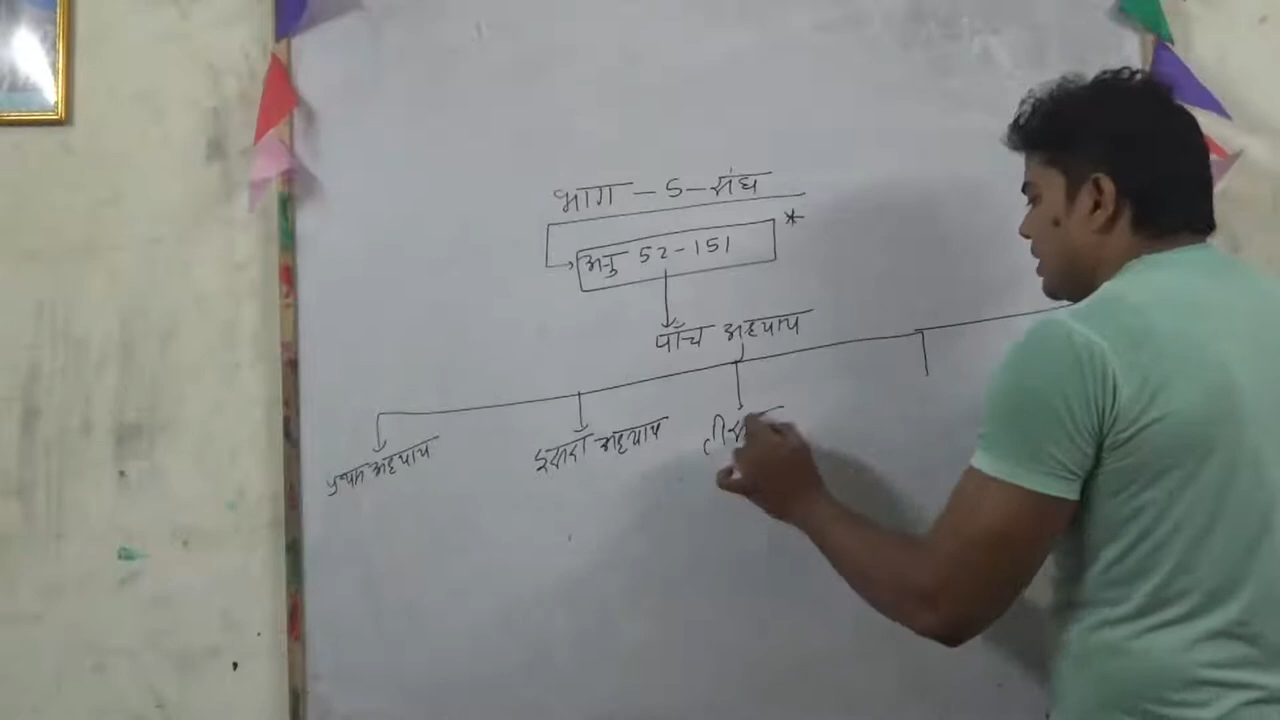 भाग - 5 - संघ
अनु 52-151 *
पाँच अध्याय
प्रथम अध्याय
दूसरा अध्याय